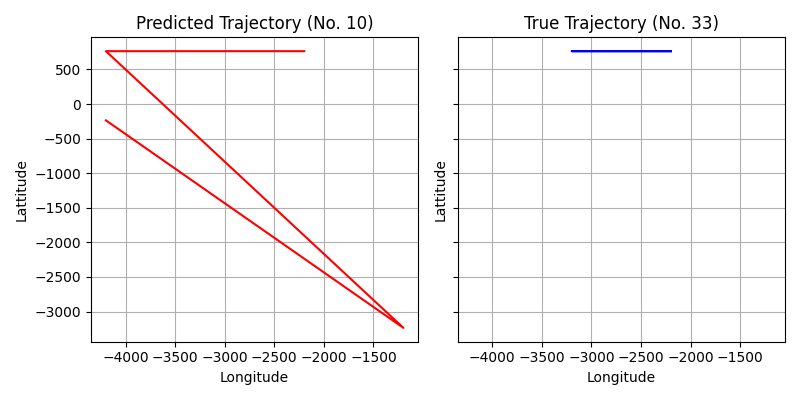 Predicted Trajectory (No. 10)
500
0
−500
−1000
−1500
−2000
−2500
−3000
Lattitude
−4000 −3500 −3000 −2500 −2000 −1500
Longitude
True Trajectory (No. 33)
Lattitude
−4000 −3500 −3000 −2500 −2000 −1500
Longitude